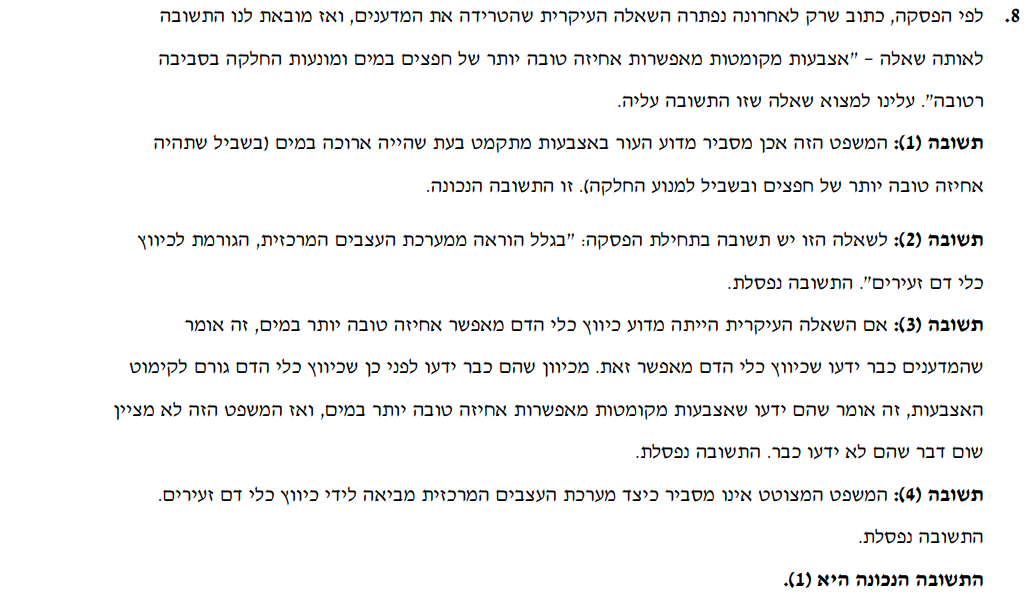 8. לפי הפסקה, כתוב שרק לאחרונה נפתרה השאלה העיקרית שהטרידה את המדענים, ואז מובאת לנו התשובה
לאותה שאלה – "אצבעות מקומטות מאפשרות אחיזה טובה יותר של חפצים במים ומונעות החלקה בסביבה
רטובה". עלינו למצוא שאלה שזו התשובה עליה.
תשובה (1): המשפט הזה אכן מסביר מדוע העור באצבעות מתקמט בעת שהייה ארוכה במים (בשביל שתהיה
אחיזה טובה יותר של חפצים ובשביל למנוע החלקה). זו התשובה הנכונה.
תשובה (2): לשאלה הזו יש תשובה בתחילת הפסקה: "בגלל הוראה ממערכת העצבים המרכזית, הגורמת לכיווץ
כלי דם זעירים". התשובה נפסלת.
תשובה (3): אם השאלה העיקרית הייתה מדוע כיווץ כלי הדם מאפשר אחיזה טובה יותר במים, זה אומר
שהמדענים כבר ידעו שכיווץ כלי הדם מאפשר זאת. מכיוון שהם כבר ידעו לפני כן שכיווץ כלי הדם גורם לקימוט
האצבעות, זה אומר שהם ידעו שאצבעות מקומטות מאפשרות אחיזה טובה יותר במים, ואז המשפט הזה לא מציין
שום דבר שהם לא ידעו כבר. התשובה נפסלת.
תשובה (4): המשפט המצוטט אינו מסביר כיצד מערכת העצבים המרכזית מביאה לידי כיווץ כלי דם זעירים.
התשובה נפסלת.
התשובה הנכונה היא (1).